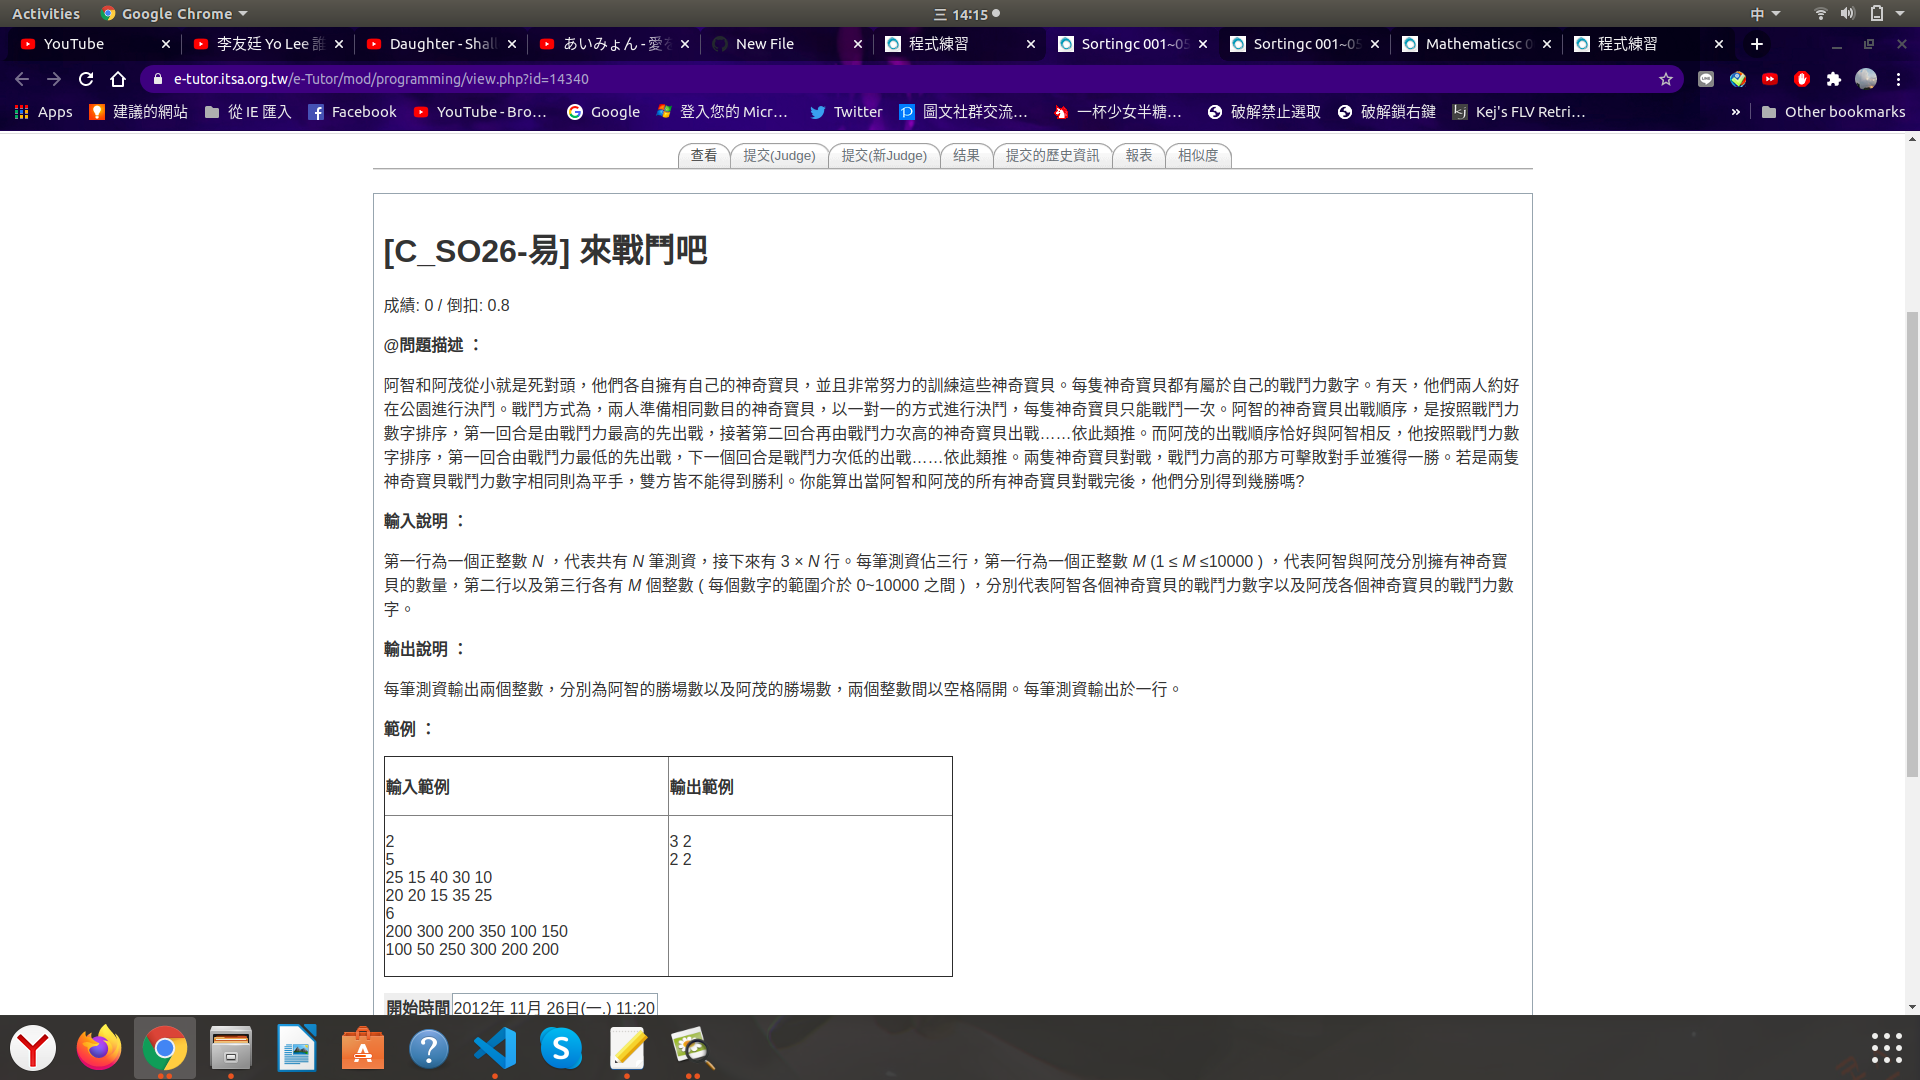 Activities
Google Chrome
三 14:15
中
YouTube
李友廷 Yo Lee 誰
Daughter - Shall
あいみょん - 愛を
New File
程式練習
Sortingc 001~05
Sortingc 001~05
Mathematicsc 0
程式練習
e-tutor.itsa.org.tw/e-Tutor/mod/programming/view.php?id=14340
Apps
建議的網站
從 IE 匯入
Facebook
YouTube - Bro…
Google
登入您的 Micr…
Twitter
圖文社群交流…
一杯少女半糖…
破解禁止選取
破解鎖右鍵
Kej's FLV Retri…
»
Other bookmarks
查看
提交(Judge)
提交(新Judge)
结果
提交的歷史資訊
報表
相似度
[C_SO26-易] 來戰鬥吧
成績: 0 / 倒扣: 0.8
@問題描述 ：
阿智和阿茂從小就是死對頭，他們各自擁有自己的神奇寶貝，並且非常努力的訓練這些神奇寶貝。每隻神奇寶貝都有屬於自己的戰鬥力數字。有天，他們兩人約好
在公園進行決鬥。戰鬥方式為，兩人準備相同數目的神奇寶貝，以一對一的方式進行決鬥，每隻神奇寶貝只能戰鬥一次。阿智的神奇寶貝出戰順序，是按照戰鬥力
數字排序，第一回合是由戰鬥力最高的先出戰，接著第二回合再由戰鬥力次高的神奇寶貝出戰……依此類推。而阿茂的出戰順序恰好與阿智相反，他按照戰鬥力數
字排序，第一回合由戰鬥力最低的先出戰，下一個回合是戰鬥力次低的出戰……依此類推。兩隻神奇寶貝對戰，戰鬥力高的那方可擊敗對手並獲得一勝。若是兩隻
神奇寶貝戰鬥力數字相同則為平手，雙方皆不能得到勝利。你能算出當阿智和阿茂的所有神奇寶貝對戰完後，他們分別得到幾勝嗎?
輸入說明 ：
第一行為一個正整數 N ，代表共有 N 筆測資，接下來有 3 × N 行。每筆測資佔三行，第一行為一個正整數 M (1 ≤ M ≤10000 ) ，代表阿智與阿茂分別擁有神奇寶
貝的數量，第二行以及第三行各有 M 個整數 ( 每個數字的範圍介於 0~10000 之間 ) ，分別代表阿智各個神奇寶貝的戰鬥力數字以及阿茂各個神奇寶貝的戰鬥力數
字。
輸出說明 ：
每筆測資輸出兩個整數，分別為阿智的勝場數以及阿茂的勝場數，兩個整數間以空格隔開。每筆測資輸出於一行。
範例 ：
輸入範例
輸出範例
2
5
25 15 40 30 10
20 20 15 35 25
6
200 300 200 350 100 150
100 50 250 300 200 200
3 2
2 2
開始時間
2012年 11月 26日(一.) 11:20